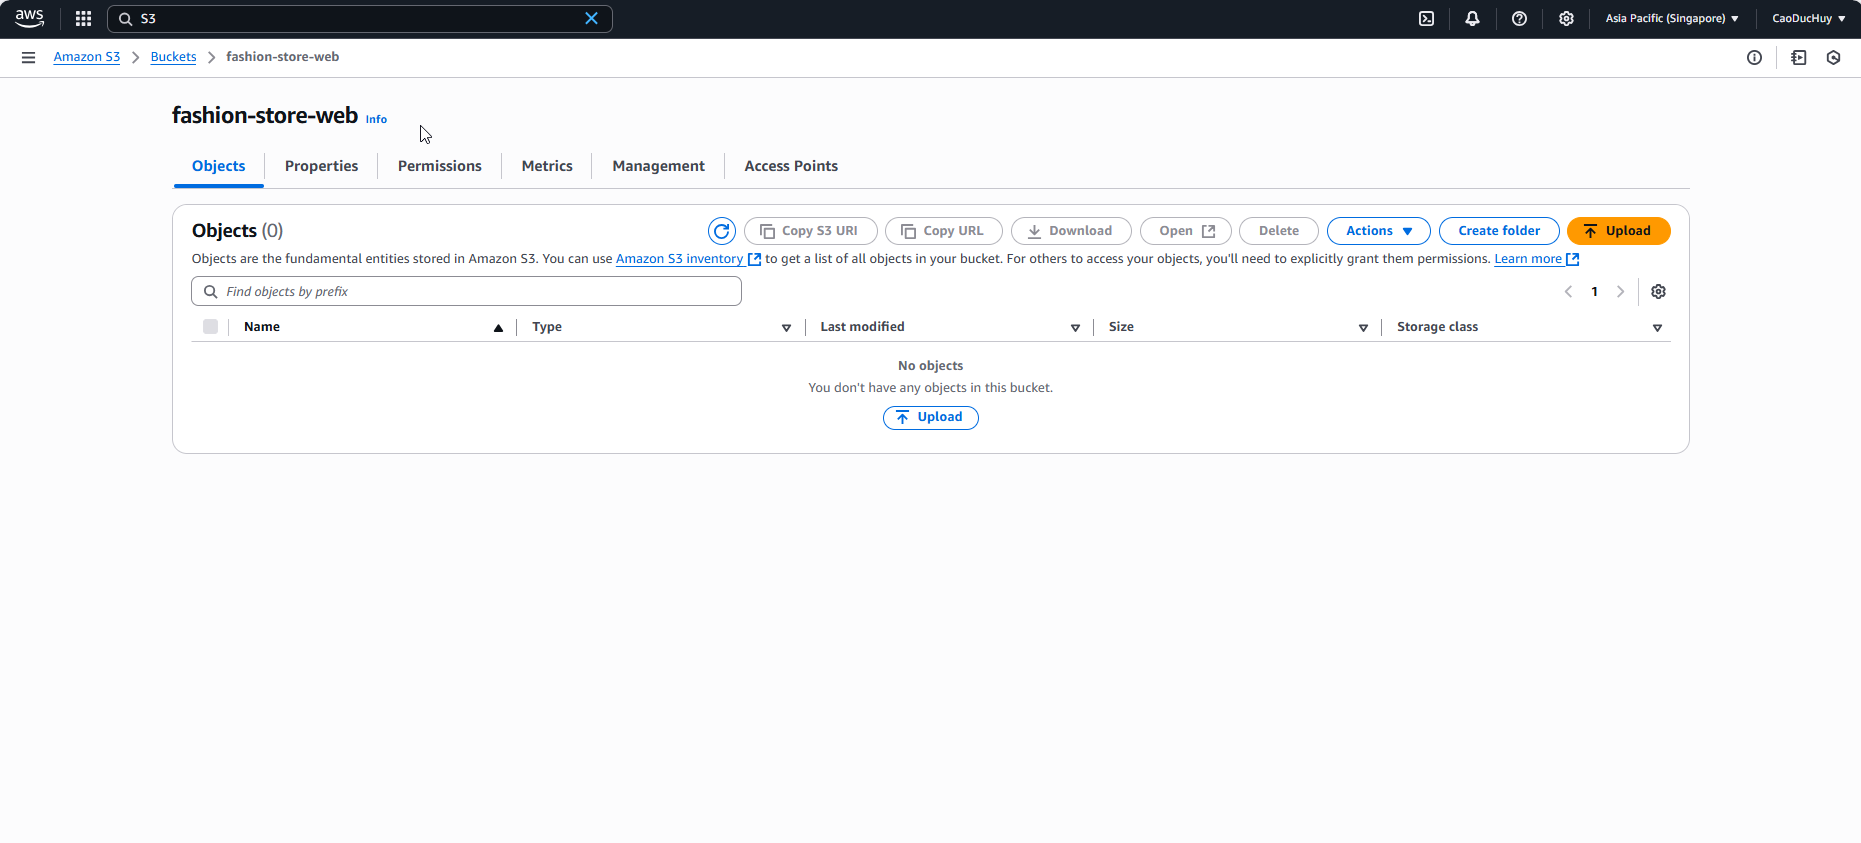 aws S3 Asia Pacific (Singapore) CaoDucHuy
Amazon S3 Buckets fashion-store-web
fashion-store-web Info
Objects Properties Permissions Metrics Management Access Points
Objects (0) Copy S3 URI Copy URL Download Open Delete Actions Create folder Upload
Objects are the fundamental entities stored in Amazon S3. You can use Amazon S3 inventory to get a list of all objects in your bucket. For others to access your objects, you'll need to explicitly grant them permissions. Learn more
Find objects by prefix 1
Name Type Last modified Size Storage class
No objects
You don't have any objects in this bucket.
Upload